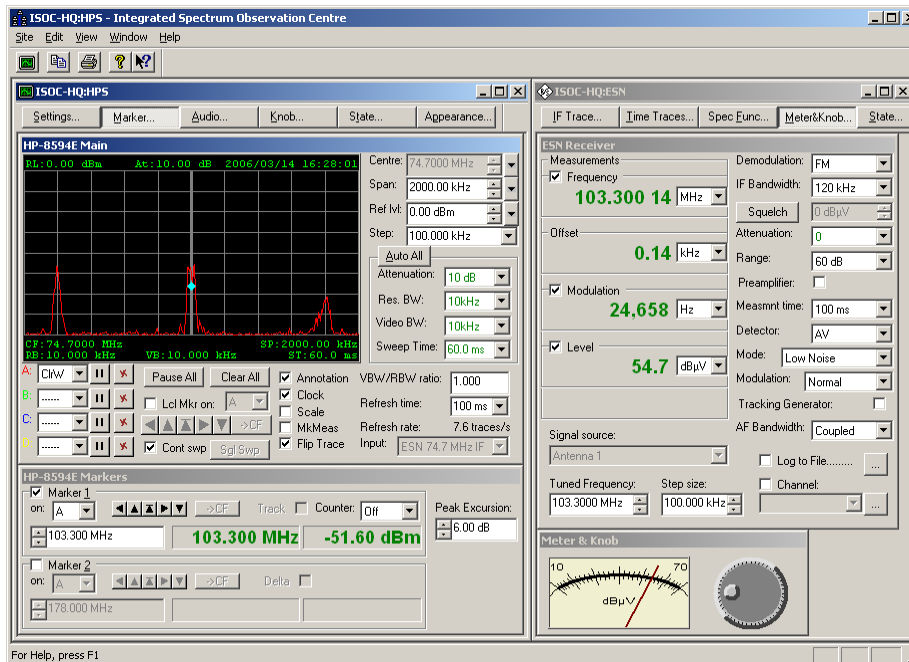 ISOC-HQ:HPS - Integrated Spectrum Observation Centre
Site Edit View Window Help
ISOC-HQ:HPS
Settings... Marker... Audio... Knob... State... Appearance...
HP-8594E Main
RL:0.00 dBm At:10.00 dB 2006/03/14 16:28:01
CF:74.7000 MHz SP:2000.00 kHz
RB:10.000 kHz VB:10.000 kHz ST:60.0 ms
Centre: 74.7000 MHz
Span: 2000.00 kHz
Ref lvl: 0.00 dBm
Step: 100.000 kHz
Auto All
Attenuation: 10 dB
Res. BW: 10kHz
Video BW: 10kHz
Sweep Time: 60.0 ms
A: ClrW
B: -----
C: -----
D: -----
Pause All Clear All
Lcl Mkr on: A
->CF
Cont swp Sgl Swp
Annotation
Clock
Scale
MkMeas
Flip Trace
VBW/RBW ratio: 1.000
Refresh time: 100 ms
Refresh rate: 7.6 traces/s
Input: ESN 74.7 MHz IF
HP-8594E Markers
Marker 1
on: A ->CF Track Counter: Off
103.300 MHz 103.300 MHz -51.60 dBm
Peak Excursion:
6.00 dB
Marker 2
on: A ->CF Delta
178.000 MHz
ISOC-HQ:ESN
IF Trace... Time Traces... Spec Func... Meter&Knob... State...
ESN Receiver
Measurements
Frequency
103.300 14 MHz
Offset
0.14 kHz
Modulation
24,658 Hz
Level
54.7 dBµV
Signal source:
Antenna 1
Tuned Frequency: Step size:
103.3000 MHz 100.000 kHz
Demodulation: FM
IF Bandwidth: 120 kHz
Squelch 0 dBµV
Attenuation: 0
Range: 60 dB
Preamplifier:
Measmnt time: 100 ms
Detector: AV
Mode: Low Noise
Modulation: Normal
Tracking Generator:
AF Bandwidth: Coupled
Log to File......... ...
Channel:
...
Meter & Knob
10 70
dBµV
For Help, press F1